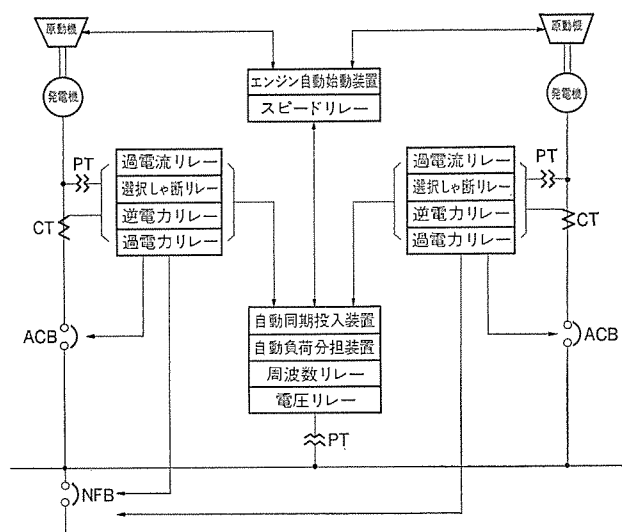 原動機
原動機
エンジン自動始動装置
スピードリレー
発電機
発電機
PT
過電流リレー
選択しゃ断リレー
逆電力リレー
過電力リレー
CT
過電流リレー
選択しゃ断リレー
逆電力リレー
過電力リレー
PT
CT
ACB
自動同期投入装置
自動負荷分担装置
周波数リレー
電圧リレー
ACB
PT
NFB